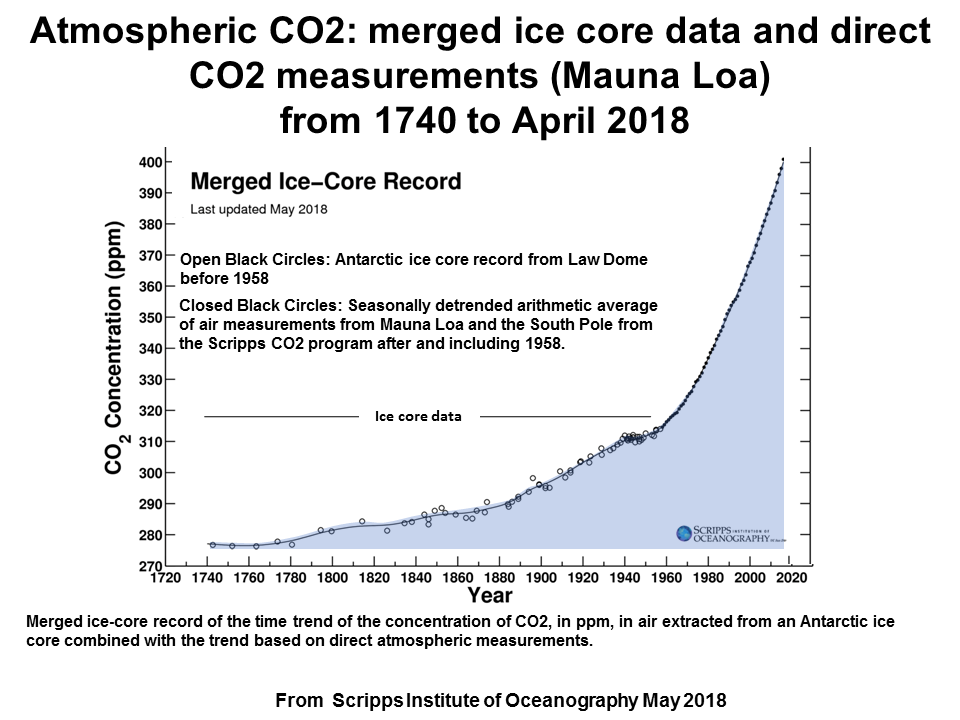 Atmospheric CO2: merged ice core data and direct
CO2 measurements (Mauna Loa)
from 1740 to April 2018
Merged Ice–Core Record
Last updated May 2018
Open Black Circles: Antarctic ice core record from Law Dome
before 1958
Closed Black Circles: Seasonally detrended arithmetic average
of air measurements from Mauna Loa and the South Pole from
the Scripps CO2 program after and including 1958.
Ice core data
CO2 Concentration (ppm)
400
390
380
370
360
350
340
330
320
310
300
290
280
270
SCRIPPS INSTITUTION OF
OCEANOGRAPHY
1720 1740 1760 1780 1800 1820 1840 1860 1880 1900 1920 1940 1960 1980 2000 2020
Year
Merged ice-core record of the time trend of the concentration of CO2, in ppm, in air extracted from an Antarctic ice
core combined with the trend based on direct atmospheric measurements.
From Scripps Institute of Oceanography May 2018